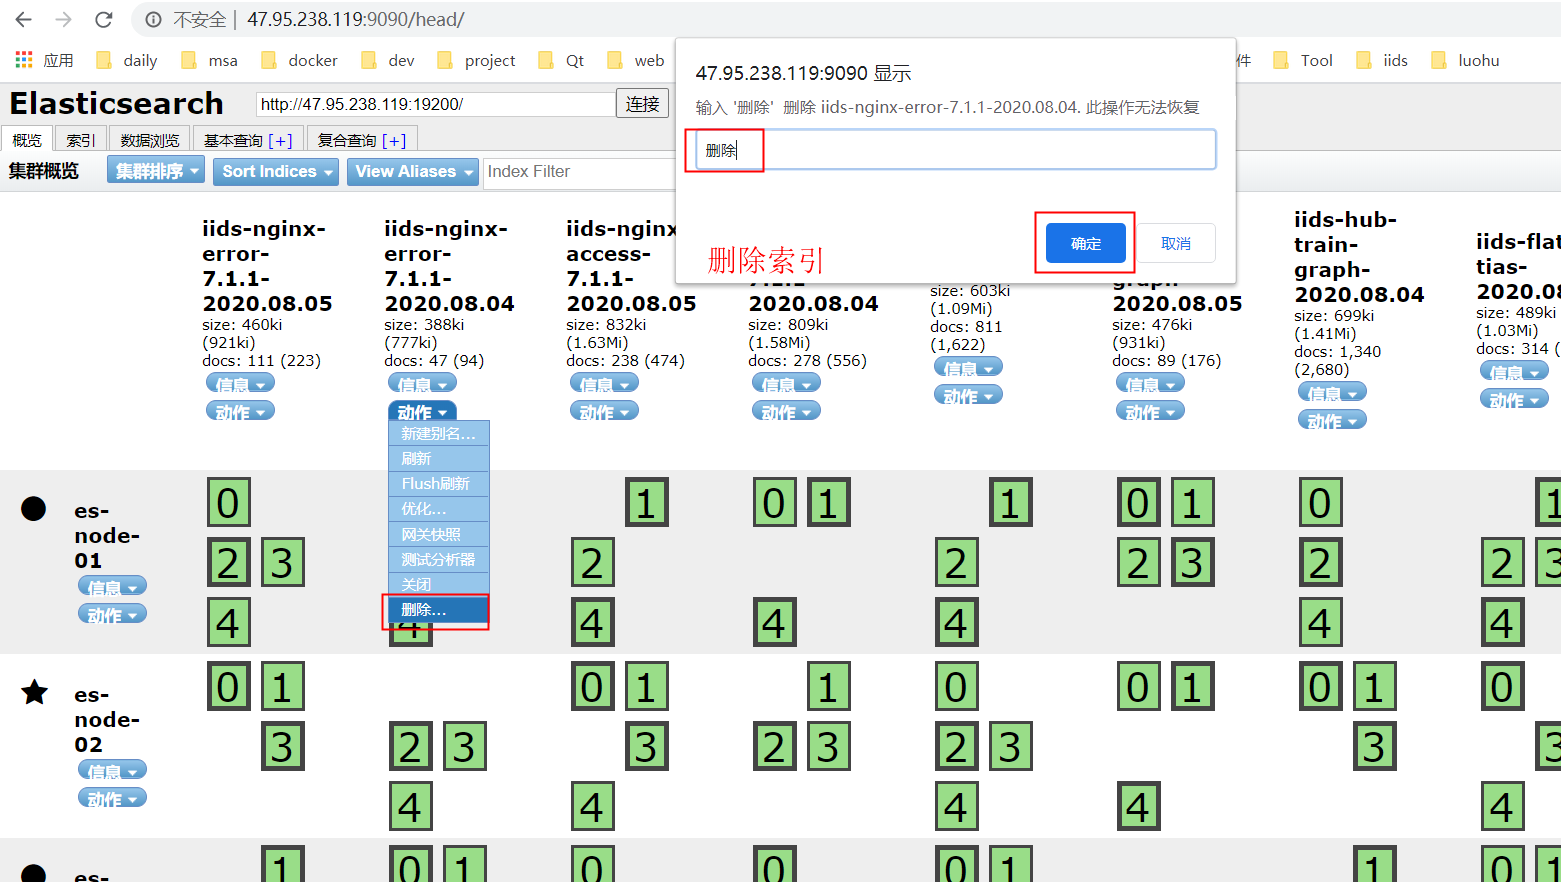 不安全 47.95.238.119:9090/head/
应用 daily msa docker dev project Qt web 件 Tool iids luohu
47.95.238.119:9090 显示
输入 '删除' 删除 iids-nginx-error-7.1.1-2020.08.04. 此操作无法恢复
删除
确定 取消
删除索引
Elasticsearch http://47.95.238.119:19200/ 连接
概览 索引 数据浏览 基本查询 [+] 复合查询 [+]
集群概览 集群排序 Sort Indices View Aliases Index Filter
iids-nginx-
error-
7.1.1-
2020.08.05
size: 460ki
(921ki)
docs: 111 (223)
信息
动作
iids-nginx-
error-
7.1.1-
2020.08.04
size: 388ki
(777ki)
docs: 47 (94)
信息
动作
新建别名...
刷新
Flush刷新
优化...
网关快照
测试分析器
关闭
删除...
iids-nginx
access-
7.1.1-
2020.08.05
size: 832ki
(1.63Mi)
docs: 238 (474)
信息
动作
7.1.1-
2020.08.04
size: 809ki
(1.58Mi)
docs: 278 (556)
信息
动作
size: 603ki
(1.09Mi)
docs: 811
(1,622)
信息
动作
graph-
2020.08.05
size: 476ki
(931ki)
docs: 89 (176)
信息
动作
iids-hub-
train-
graph-
2020.08.04
size: 699ki
(1.41Mi)
docs: 1,340
(2,680)
信息
动作
iids-flat
tias-
2020.08
size: 489ki
(1.03Mi)
docs: 314 (
信息
动作
es-
node-
01
信息
动作
0 1 0 1 1 0 1 0 1
2 3 2 2 2 3 2 2 3
4 4 4 4 4 4 4
es-
node-
02
信息
动作
0 1 0 1 1 0 0 1 0 1 0
3 2 3 3 2 3 2 3 3 3
4 4 4 4 4
es-
1 0 1 0 0 0 1 1 0 1